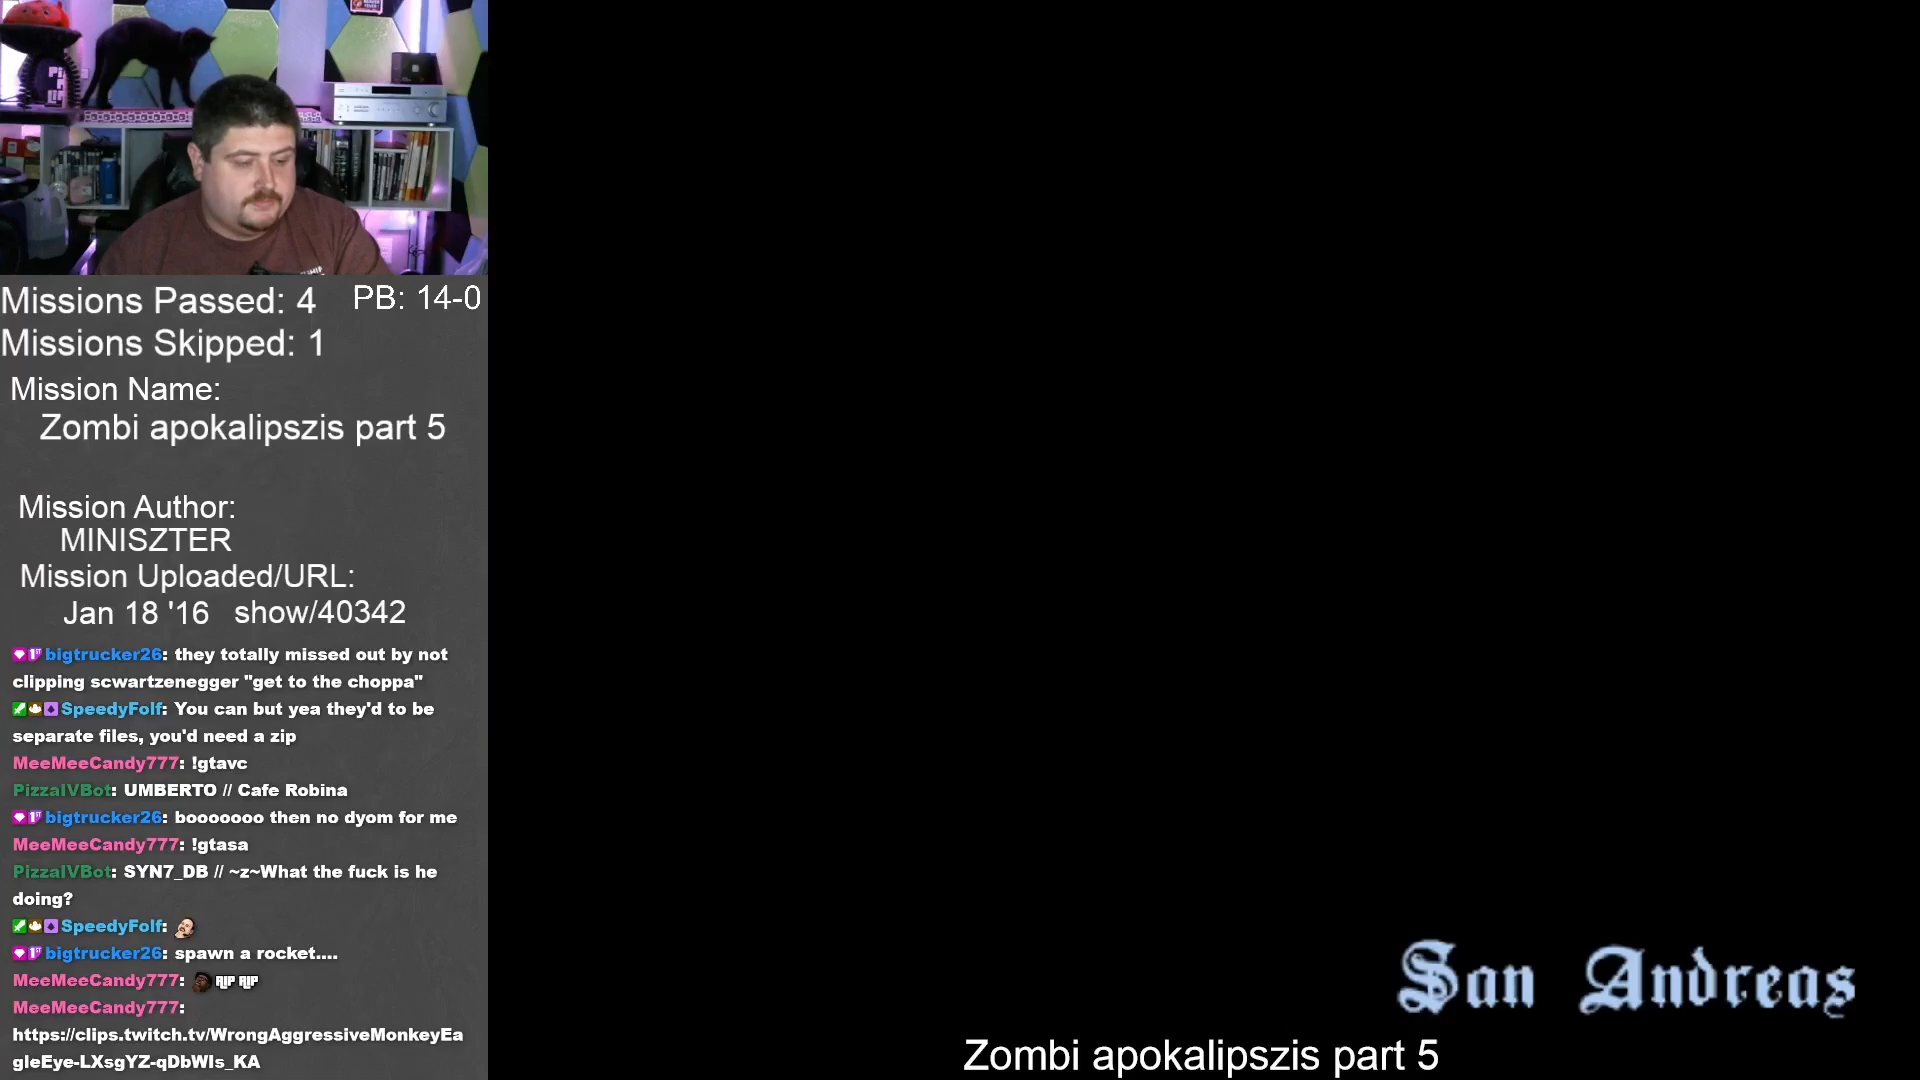 Missions Passed: 4 PB: 14-0
Missions Skipped: 1
Mission Name:
Zombi apokalipszis part 5
Mission Author:
MINISZTER
Mission Uploaded/URL:
Jan 18 '16 show/40342
bigtrucker26: they totally missed out by not
clipping scwartzenegger "get to the choppa"
SpeedyFolf: You can but yea they'd to be
separate files, you'd need a zip
MeeMeeCandy777: !gtavc
PizzaIVBot: UMBERTO // Cafe Robina
bigtrucker26: booooooo then no dyom for me
MeeMeeCandy777: !gtasa
PizzaIVBot: SYN7_DB // ~z~What the fuck is he
doing?
SpeedyFolf:
bigtrucker26: spawn a rocket....
MeeMeeCandy777: RIP RIP
MeeMeeCandy777:
https://clips.twitch.tv/WrongAggressiveMonkeyEa
gleEye-LXsgYZ-qDbWIs_KA
San Andreas
Zombi apokalipszis part 5